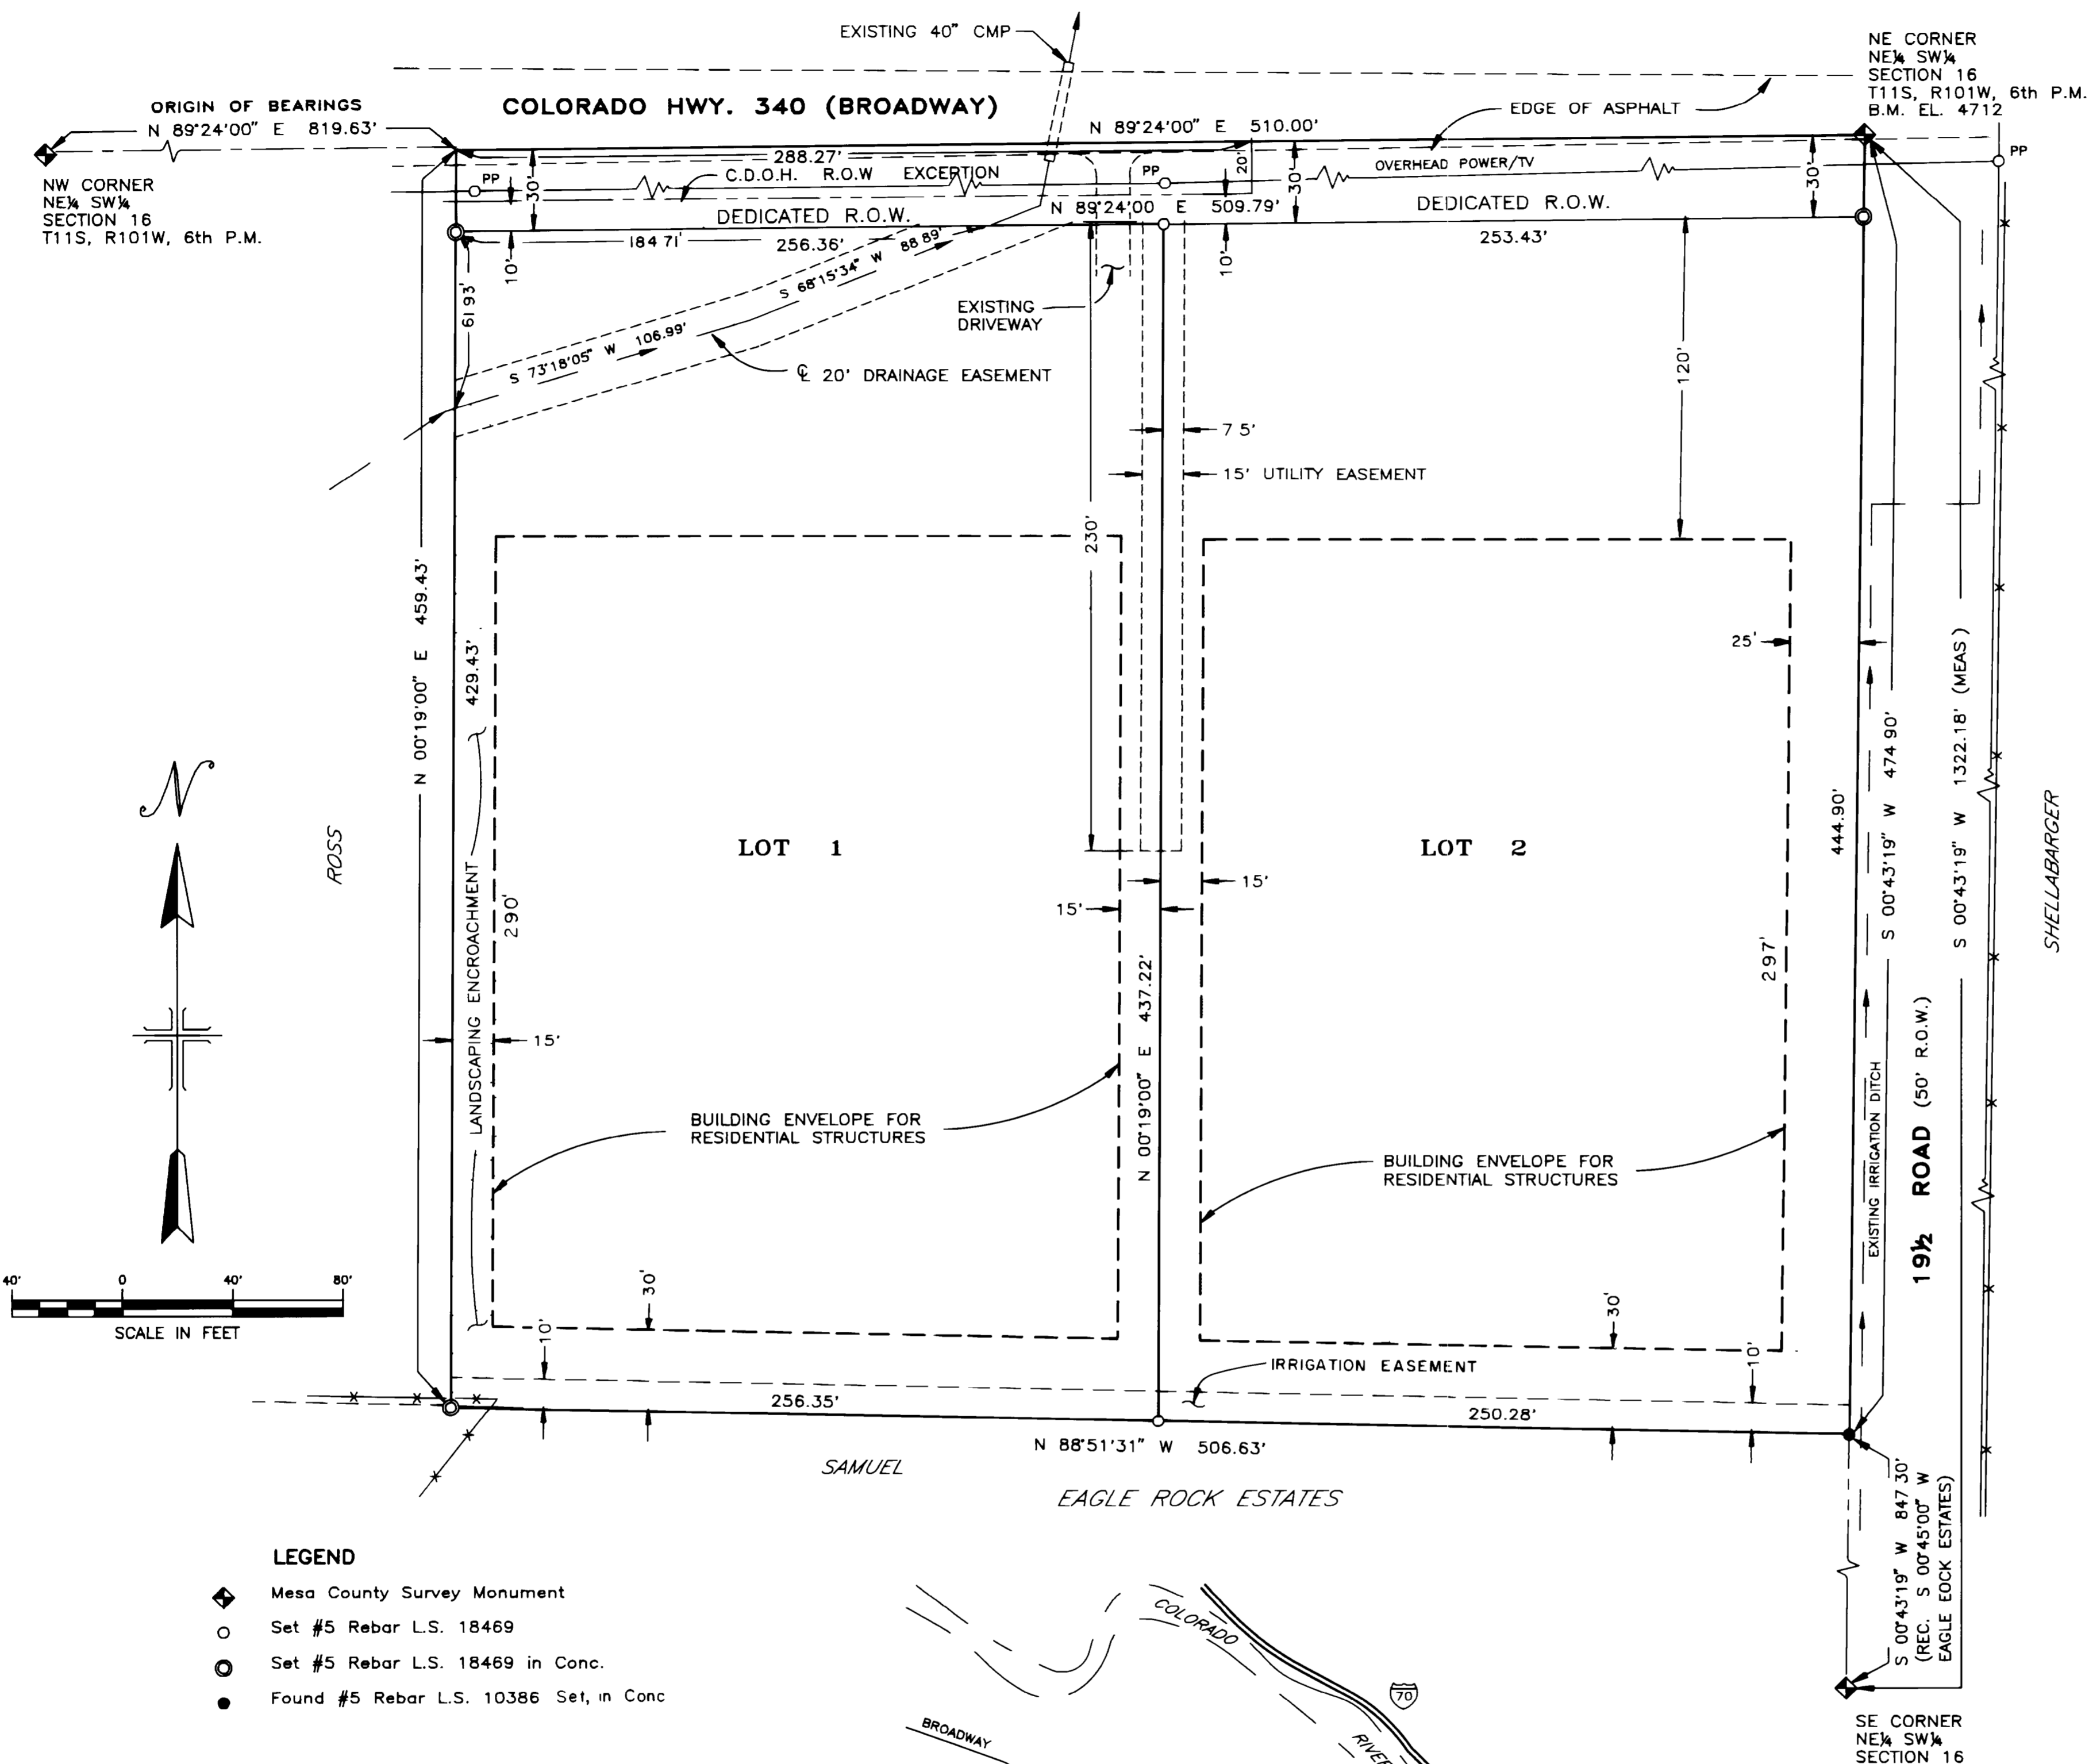 EXISTING 40" CMP
NE CORNER
NE¼ SW¼
SECTION 16
T11S, R101W, 6th P.M.
B.M. EL. 4712
ORIGIN OF BEARINGS
N 89°24'00" E 819.63'
COLORADO HWY. 340 (BROADWAY)
EDGE OF ASPHALT
N 89°24'00" E 510.00'
NW CORNER
NE¼ SW¼
SECTION 16
T11S, R101W, 6th P.M.
288.27'
20'
OVERHEAD POWER/TV
PP
PP
C.D.O.H. R.O.W EXCEPTION
PP
30'
30'
30'
DEDICATED R.O.W.
N 89°24'00 E 509.79'
DEDICATED R.O.W.
184 71'
256.36'
253.43'
10'
10'
61 93'
S 68°15'34" W 88 89'
S 73°18'05" W 106.99'
EXISTING
DRIVEWAY
℄ 20' DRAINAGE EASEMENT
120'
7 5'
15' UTILITY EASEMENT
230'
N 00°19'00" E 459.43'
429.43'
25'
S 00°43'19" W 474 90'
S 00°43'19" W 1322.18' (MEAS )
444.90'
N
ROSS
SHELLABARGER
LOT 1
LOT 2
LANDSCAPING ENCROACHMENT
290'
15'
15'
297'
N 00°19'00" E 437.22'
15'
19½ ROAD (50' R.O.W.)
EXISTING IRRIGATION DITCH
BUILDING ENVELOPE FOR
RESIDENTIAL STRUCTURES
BUILDING ENVELOPE FOR
RESIDENTIAL STRUCTURES
40' 0 40' 80'
SCALE IN FEET
30'
30'
10'
10'
IRRIGATION EASEMENT
256.35'
250.28'
N 88°51'31" W 506.63'
SAMUEL
EAGLE ROCK ESTATES
S 00°43'19" W 847 30'
(REC. S 00°45'00" W
EAGLE EOCK ESTATES)
LEGEND
Mesa County Survey Monument
Set #5 Rebar L.S. 18469
Set #5 Rebar L.S. 18469 in Conc.
Found #5 Rebar L.S. 10386 Set, in Conc
COLORADO
RIVER
70
BROADWAY
SE CORNER
NE¼ SW¼
SECTION 16